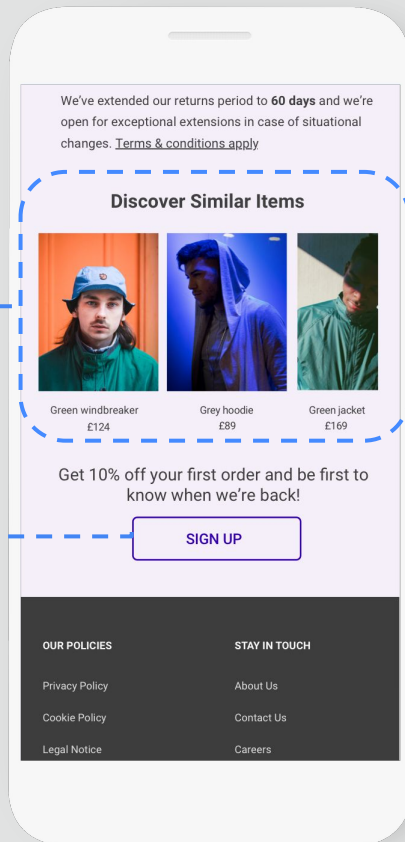 We've extended our returns period to 60 days and we're
open for exceptional extensions in case of situational
changes. Terms & conditions apply
Discover Similar Items
Green windbreaker
£124
Grey hoodie
£89
Green jacket
£169
Get 10% off your first order and be first to
know when we're back!
SIGN UP
OUR POLICIES
STAY IN TOUCH
Privacy Policy
About Us
Cookie Policy
Contact Us
Legal Notice
Careers